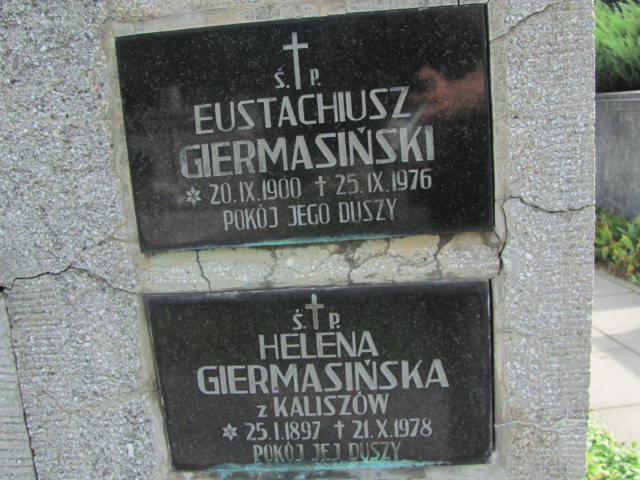 Ś. P.
EUSTACHIUSZ
GIERMASIŃSKI
* 20.IX.1900 † 25.IX.1976
POKÓJ JEGO DUSZY
Ś. P.
HELENA
GIERMASIŃSKA
z KALISZÓW
* 25.I.1897 † 21.X.1978
POKÓJ JEJ DUSZY